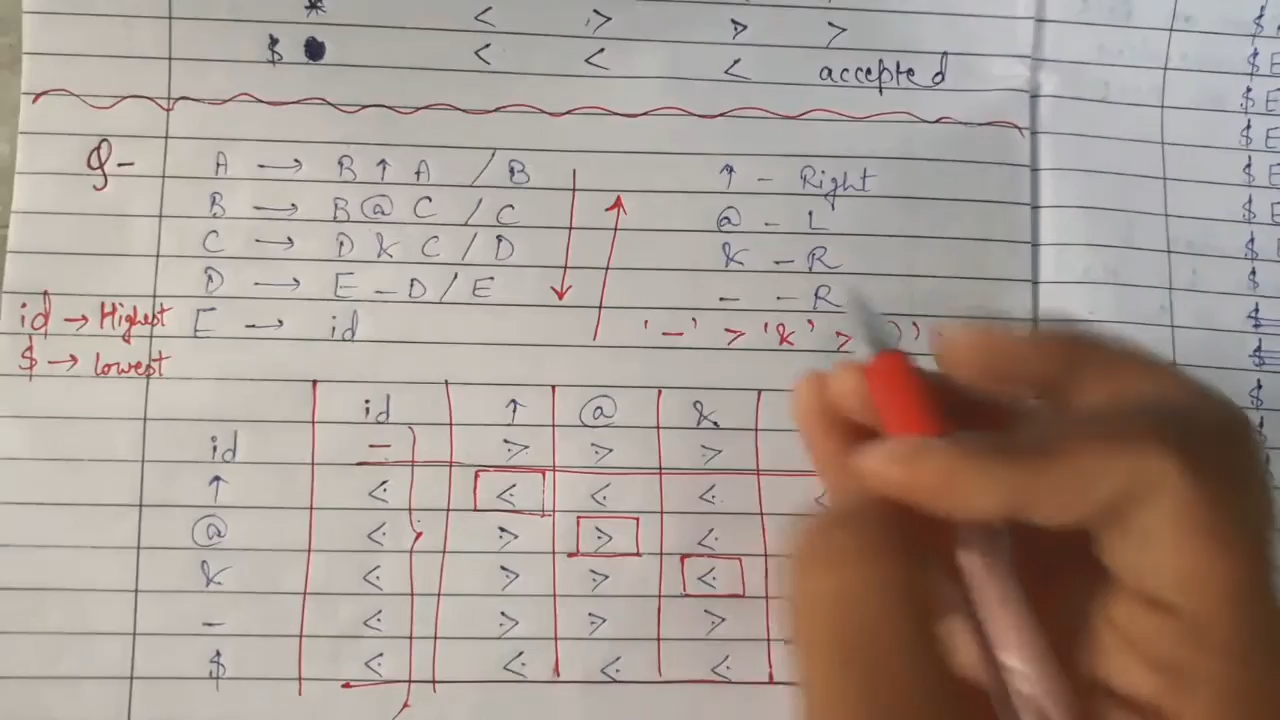 * < ·> ·> >
$ < < < accepted
Q- A → B ↑ A / B ↑ - Right
B → B @ C / C @ - L
C → D & C / D & - R
D → E - D / E - - R
id → Highest E → id '-' > '&' >
$ → lowest
id ↑ @ &
id - ·> ·> ·>
↑ <· <· <· <·
@ <· ·> ·> <·
& <· ·> ·> <·
- <· ·> ·> ·>
$ <· <· <· <·
$ E
$ E
$ E
$ E
$ E
$
$
$
$